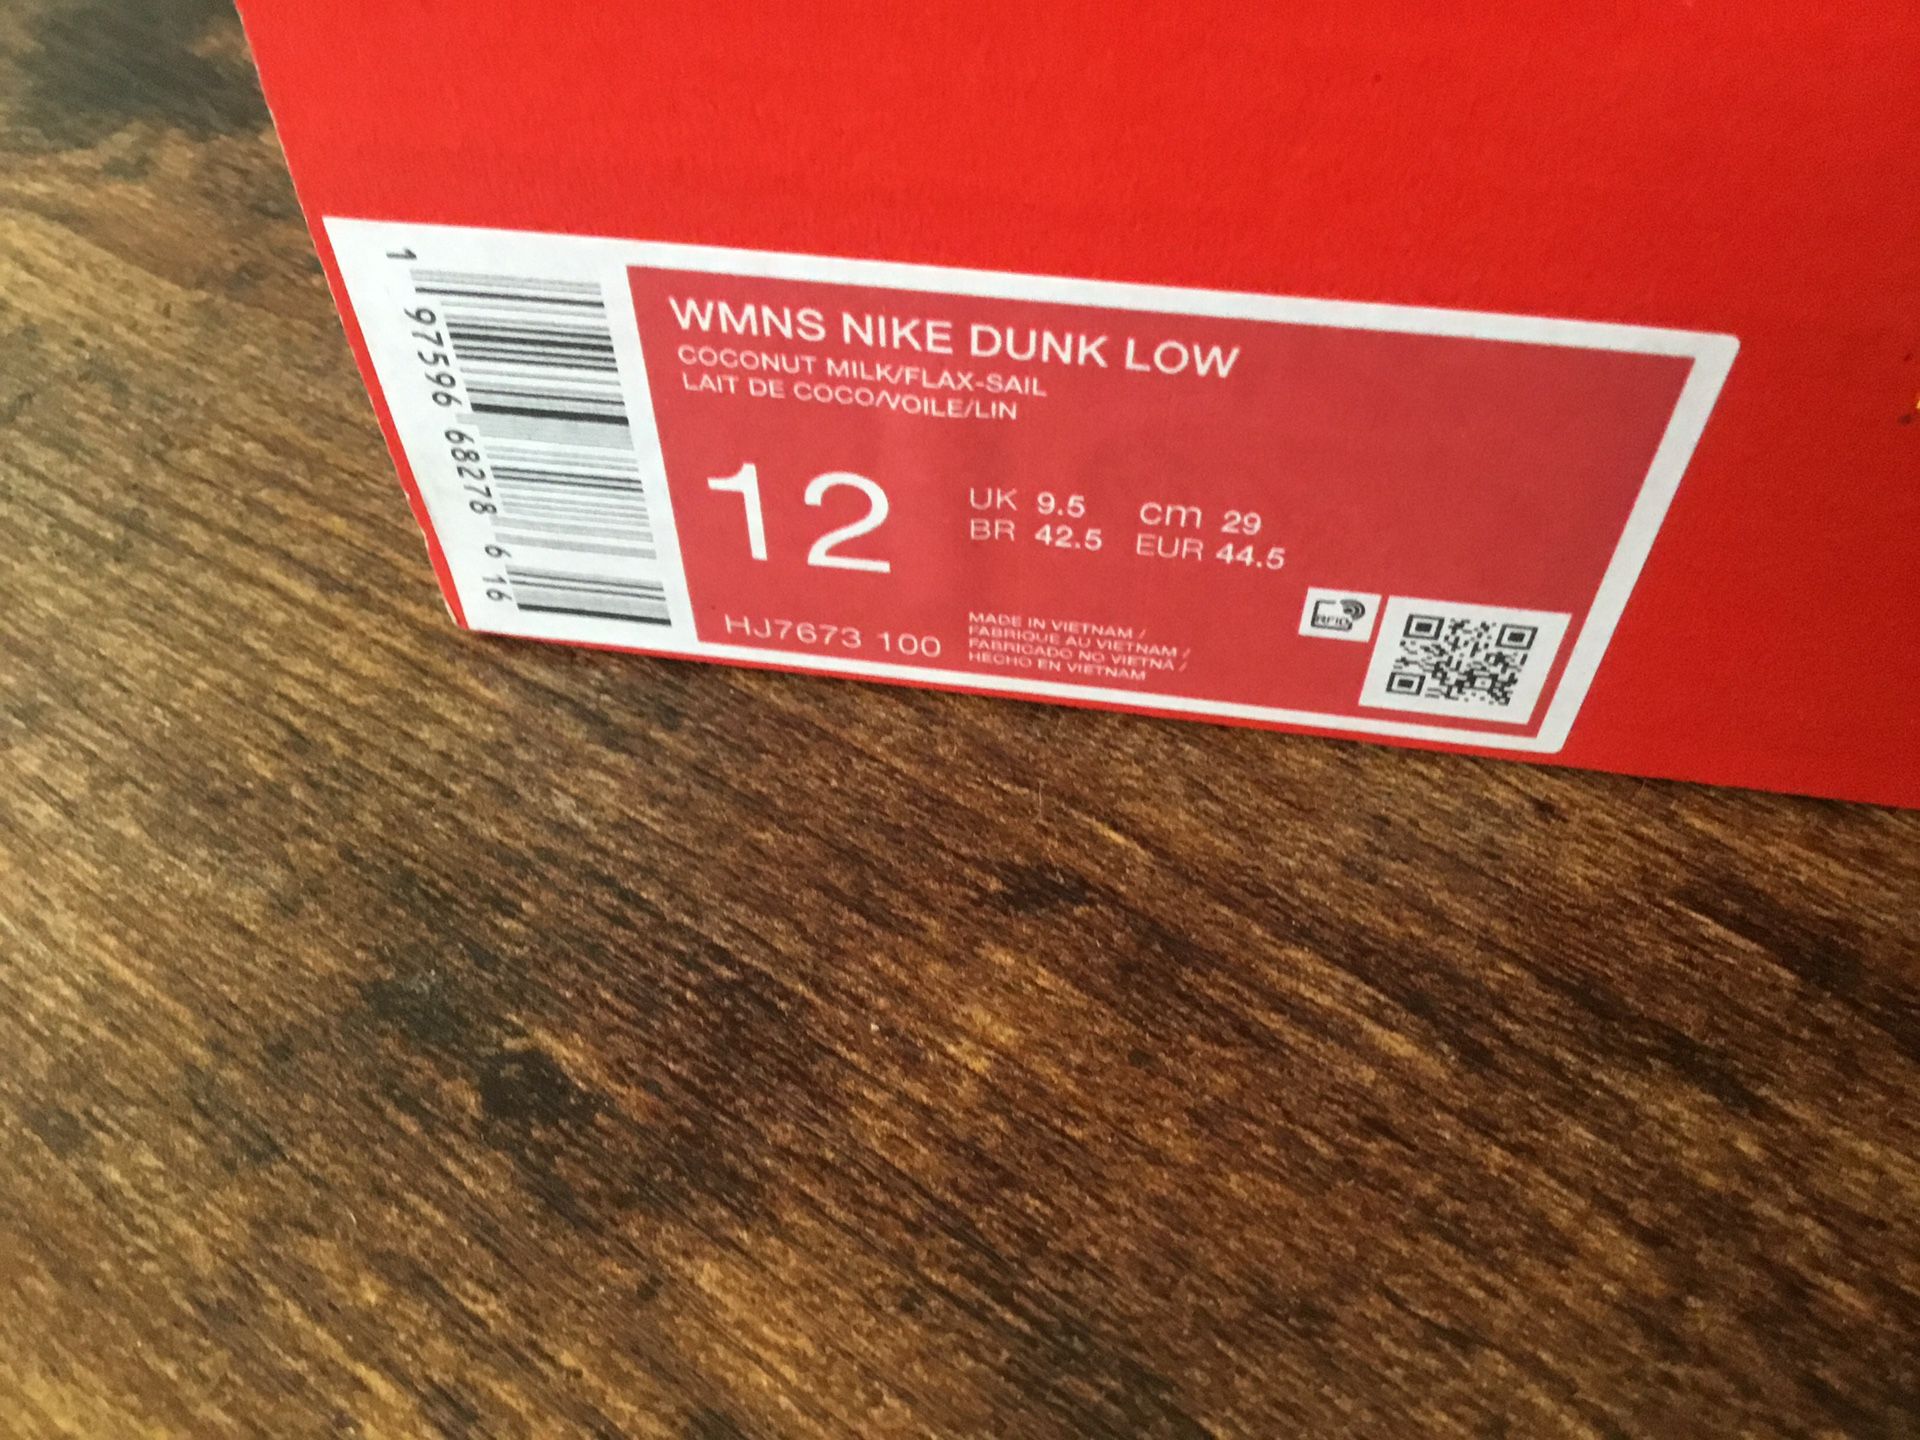 WMNS NIKE DUNK LOW
COCONUT MILK/FLAX-SAIL
LAIT DE COCO/VOILE/LIN
12
UK 9.5 cm 29
BR 42.5 EUR 44.5
HJ7673 100
MADE IN VIETNAM /
FABRIQUE AU VIETNAM /
FABRICADO NO VIETNÃ /
HECHO EN VIETNAM
RFID
1 97596 68278 6 16